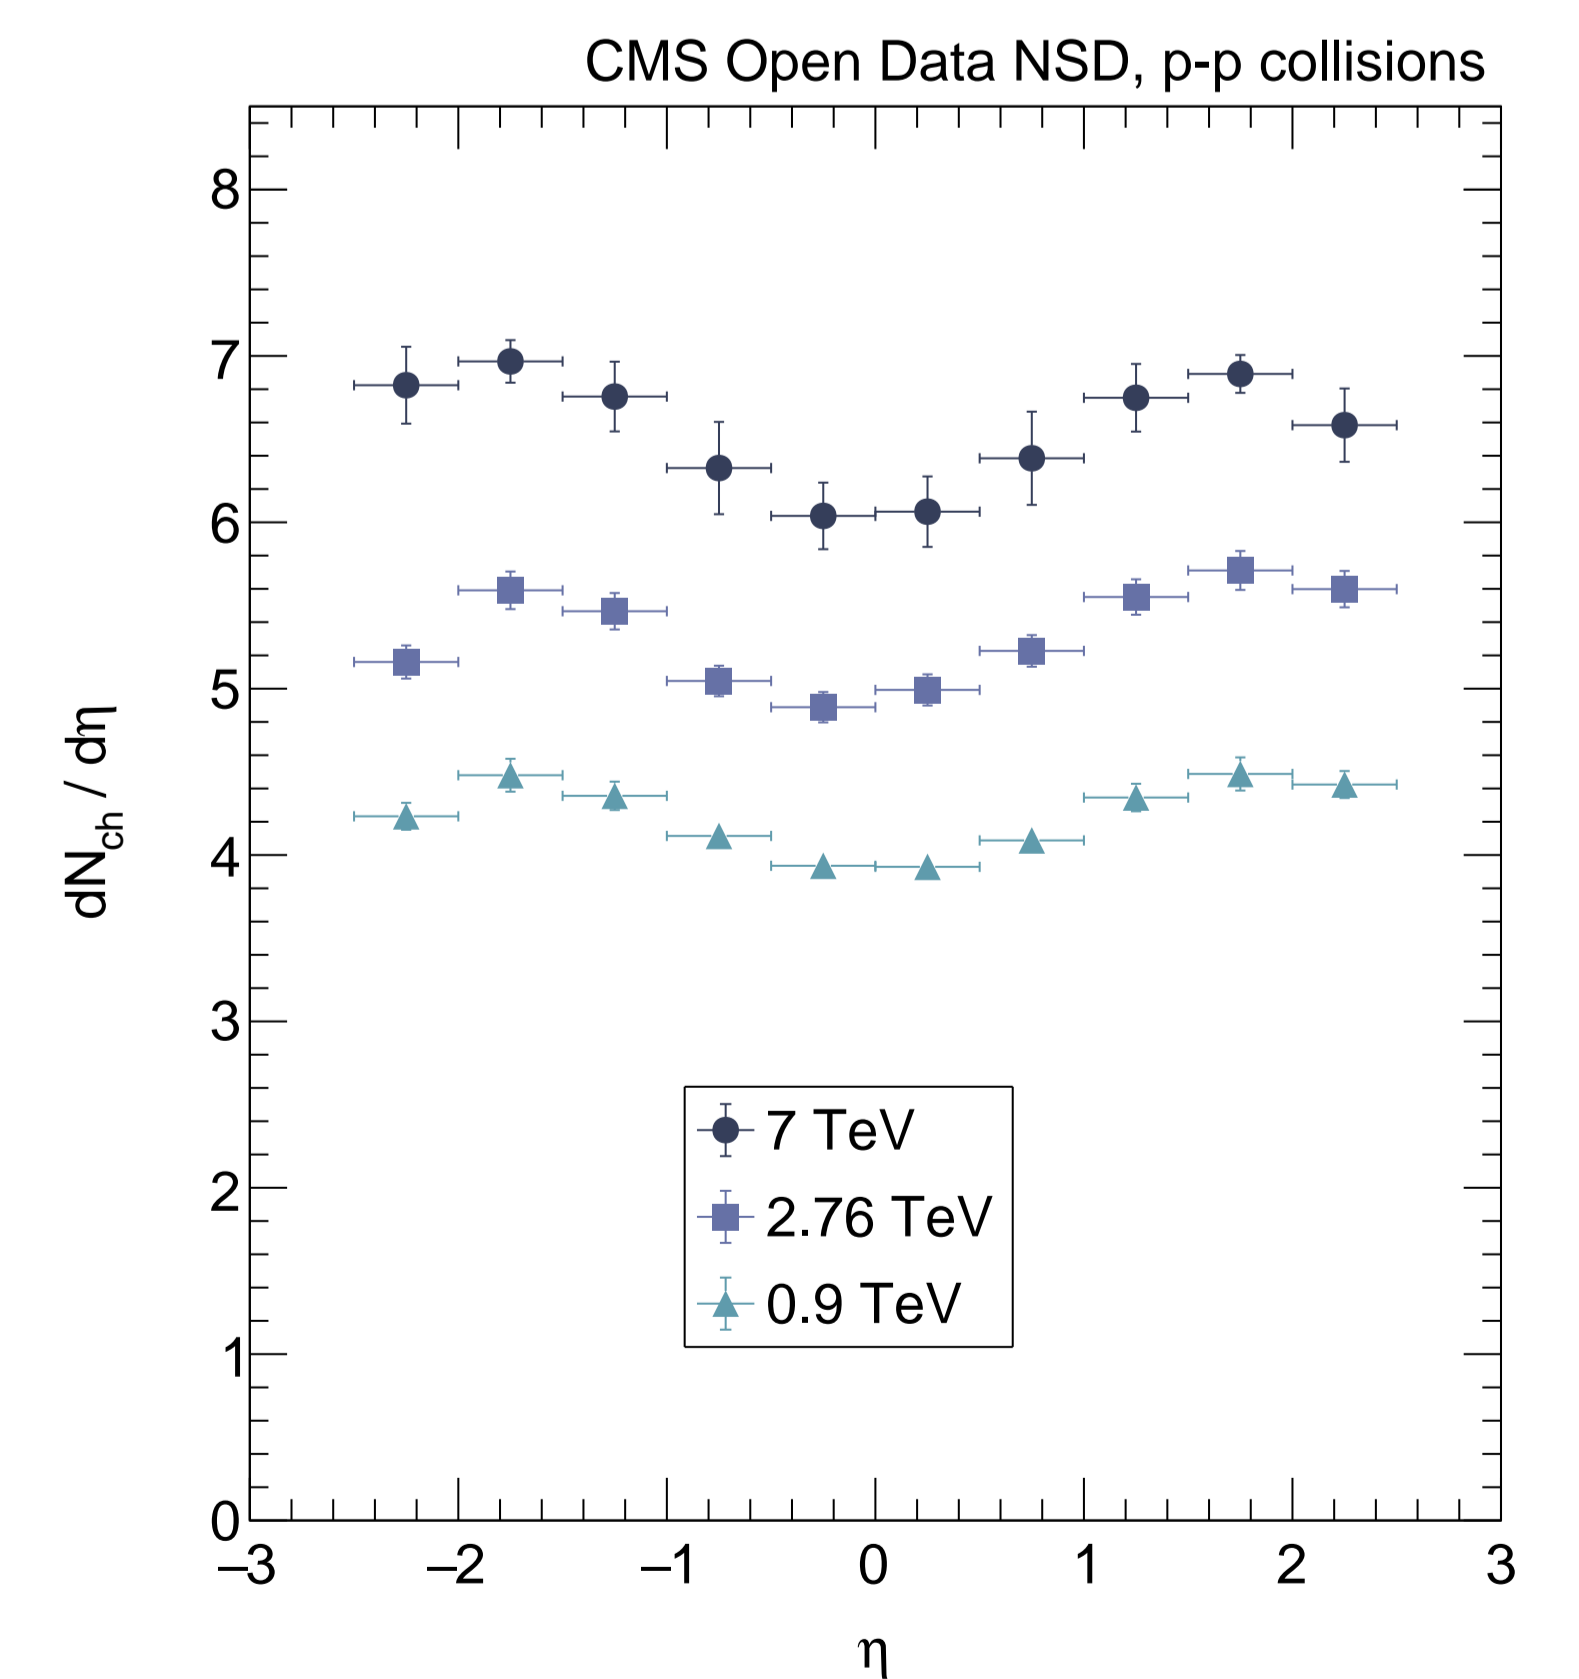 CMS Open Data NSD, p-p collisions
8
7
6
5
4
3
2
1
0
dNch / dη
7 TeV
2.76 TeV
0.9 TeV
−3 −2 −1 0 1 2 3
η